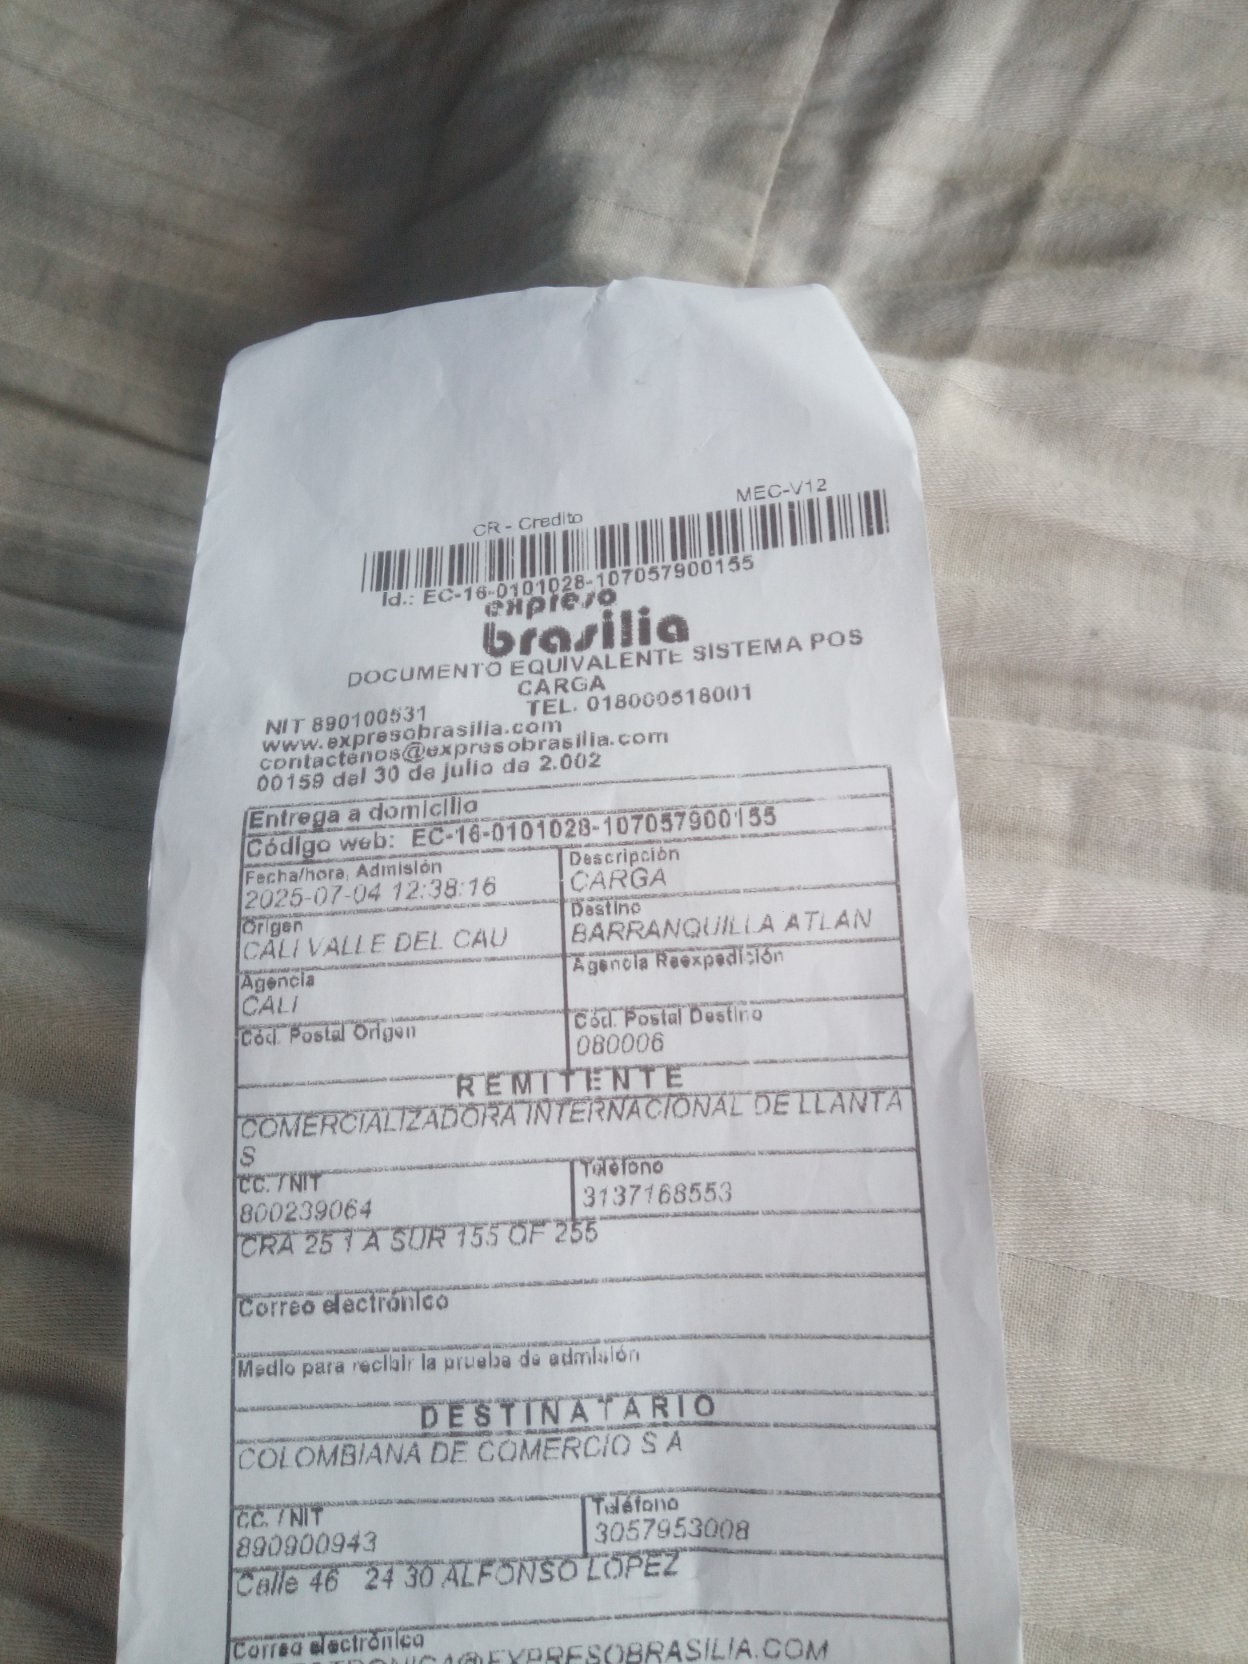 MEC-V12
CR - Credito
Id.: EC-16-0101028-107057900155
expreso
brasilia
DOCUMENTO EQUIVALENTE SISTEMA POS
CARGA
NIT 890100531 TEL. 018000518001
www.expresobrasilia.com
contactenos@expresobrasilia.com
00159 del 30 de julio de 2.002
Entrega a domicilio
Código web: EC-16-0101028-107057900155
Fecha/hora, Admisión Descripción
2025-07-04 12:38:16 CARGA
Origen Destino
CALI VALLE DEL CAU BARRANQUILLA ATLAN
Agencia Agencia Reexpedición
CALI
Cód. Postal Origen Cód. Postal Destino
080006
REMITENTE
COMERCIALIZADORA INTERNACIONAL DE LLANTA
S
CC. / NIT Teléfono
800239064 3137168553
CRA 25 1 A SUR 155 OF 255
Correo electrónico
Medio para recibir la prueba de admisión
DESTINATARIO
COLOMBIANA DE COMERCIO S A
CC. / NIT Teléfono
890900943 3057953008
Calle 46 24 30 ALFONSO LOPEZ
Correo electrónico
@EXPRESOBRASILIA.COM